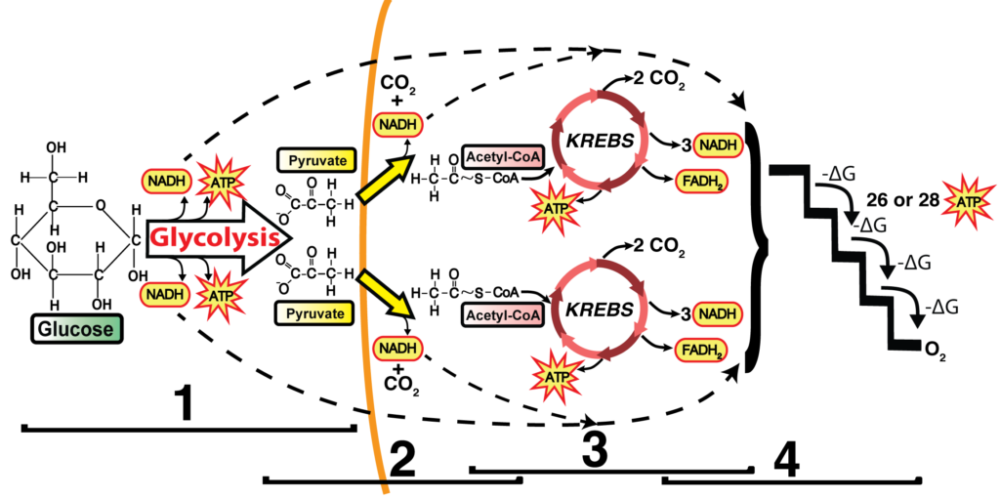 OH
H C H
H C O H
H
C OH H C
OH C C OH
H OH
Glucose
NADH ATP
Glycolysis
NADH ATP
Pyruvate
O O H
O⁻ C C C H
O H
O O H
O⁻ C C C H
O H
Pyruvate
CO2
+
NADH
NADH
+
CO2
H O
H C C ~ S - CoA
H
Acetyl-CoA
KREBS
2 CO2
3 NADH
FADH2
ATP
H O
H C C ~ S - CoA
H
Acetyl-CoA
KREBS
2 CO2
3 NADH
FADH2
ATP
-ΔG
-ΔG
-ΔG
-ΔG
O2
26 or 28 ATP
1
2
3
4